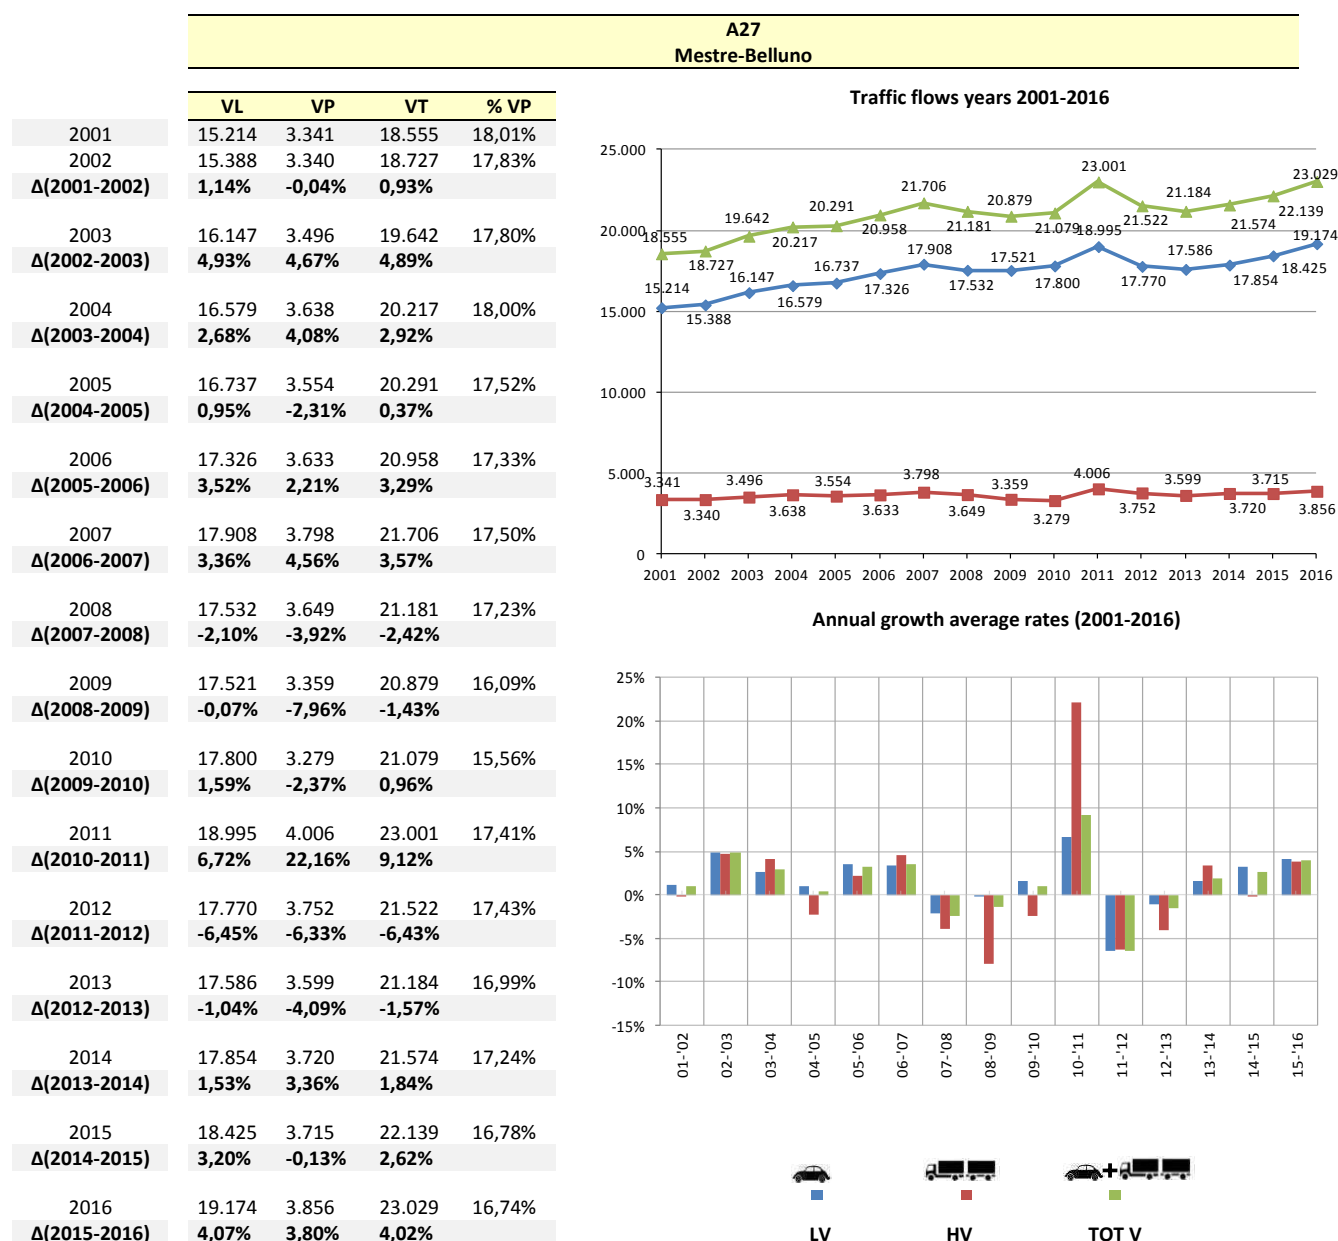 A27
Mestre-Belluno
VL VP VT % VP
2001 15.214 3.341 18.555 18,01%
2002 15.388 3.340 18.727 17,83%
Δ(2001-2002) 1,14% -0,04% 0,93%
2003 16.147 3.496 19.642 17,80%
Δ(2002-2003) 4,93% 4,67% 4,89%
2004 16.579 3.638 20.217 18,00%
Δ(2003-2004) 2,68% 4,08% 2,92%
2005 16.737 3.554 20.291 17,52%
Δ(2004-2005) 0,95% -2,31% 0,37%
2006 17.326 3.633 20.958 17,33%
Δ(2005-2006) 3,52% 2,21% 3,29%
2007 17.908 3.798 21.706 17,50%
Δ(2006-2007) 3,36% 4,56% 3,57%
2008 17.532 3.649 21.181 17,23%
Δ(2007-2008) -2,10% -3,92% -2,42%
2009 17.521 3.359 20.879 16,09%
Δ(2008-2009) -0,07% -7,96% -1,43%
2010 17.800 3.279 21.079 15,56%
Δ(2009-2010) 1,59% -2,37% 0,96%
2011 18.995 4.006 23.001 17,41%
Δ(2010-2011) 6,72% 22,16% 9,12%
2012 17.770 3.752 21.522 17,43%
Δ(2011-2012) -6,45% -6,33% -6,43%
2013 17.586 3.599 21.184 16,99%
Δ(2012-2013) -1,04% -4,09% -1,57%
2014 17.854 3.720 21.574 17,24%
Δ(2013-2014) 1,53% 3,36% 1,84%
2015 18.425 3.715 22.139 16,78%
Δ(2014-2015) 3,20% -0,13% 2,62%
2016 19.174 3.856 23.029 16,74%
Δ(2015-2016) 4,07% 3,80% 4,02%
Traffic flows years 2001-2016
25.000
20.000
15.000
10.000
5.000
0
18.555 18.727 19.642 20.217 20.291 20.958 21.706 21.181 20.879 21.079 23.001 21.522 21.184 21.574 22.139 23.029
15.214 15.388 16.147 16.579 16.737 17.326 17.908 17.532 17.521 17.800 18.995 17.770 17.586 17.854 18.425 19.174
3.341 3.340 3.496 3.638 3.554 3.633 3.798 3.649 3.359 3.279 4.006 3.752 3.599 3.720 3.715 3.856
2001 2002 2003 2004 2005 2006 2007 2008 2009 2010 2011 2012 2013 2014 2015 2016
Annual growth average rates (2001-2016)
25%
20%
15%
10%
5%
0%
-5%
-10%
-15%
01-'02 02-'03 03-'04 04-'05 05-'06 06-'07 07-'08 08-'09 09-'10 10-'11 11-'12 12-'13 13-'14 14-'15 15-'16
+
LV HV TOT V